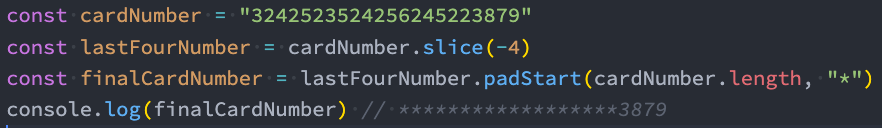 const cardNumber = "3242523524256245223879"
const lastFourNumber = cardNumber.slice(-4)
const finalCardNumber = lastFourNumber.padStart(cardNumber.length, "*")
console.log(finalCardNumber) // ******************3879